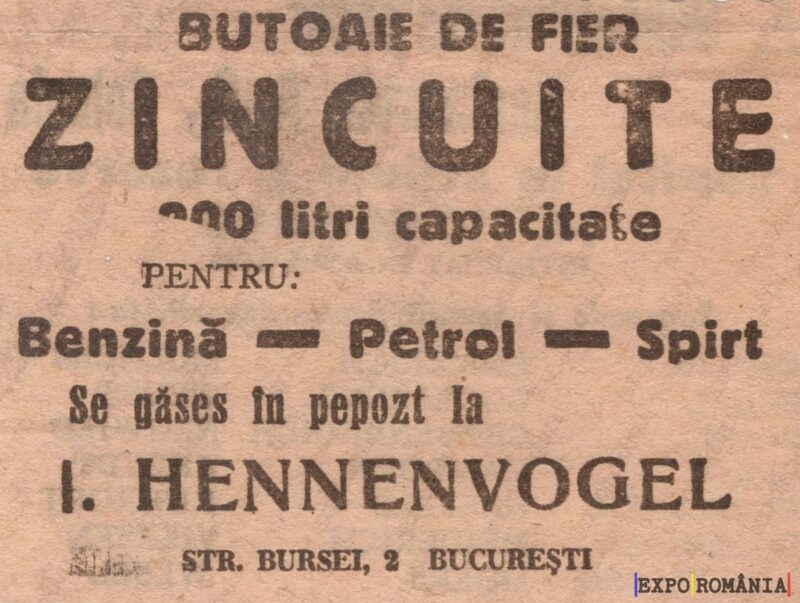 BUTOAIE DE FIER
ZINCUITE
litri capacitate
PENTRU:
Benzină — Petrol — Spirt
Se găses în pepozt la
I. HENNENVOGEL
STR. BURSEI, 2 BUCUREȘTI
EXPO ROMÂNIA